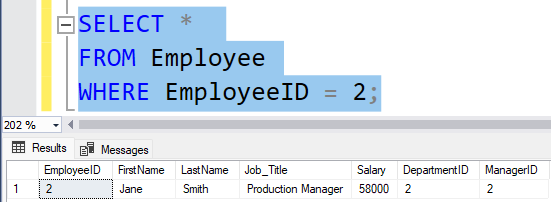 SELECT *
FROM Employee
WHERE EmployeeID = 2;
202 %
Results Messages
EmployeeID FirstName LastName Job_Title Salary DepartmentID ManagerID
1 2 Jane Smith Production Manager 58000 2 2